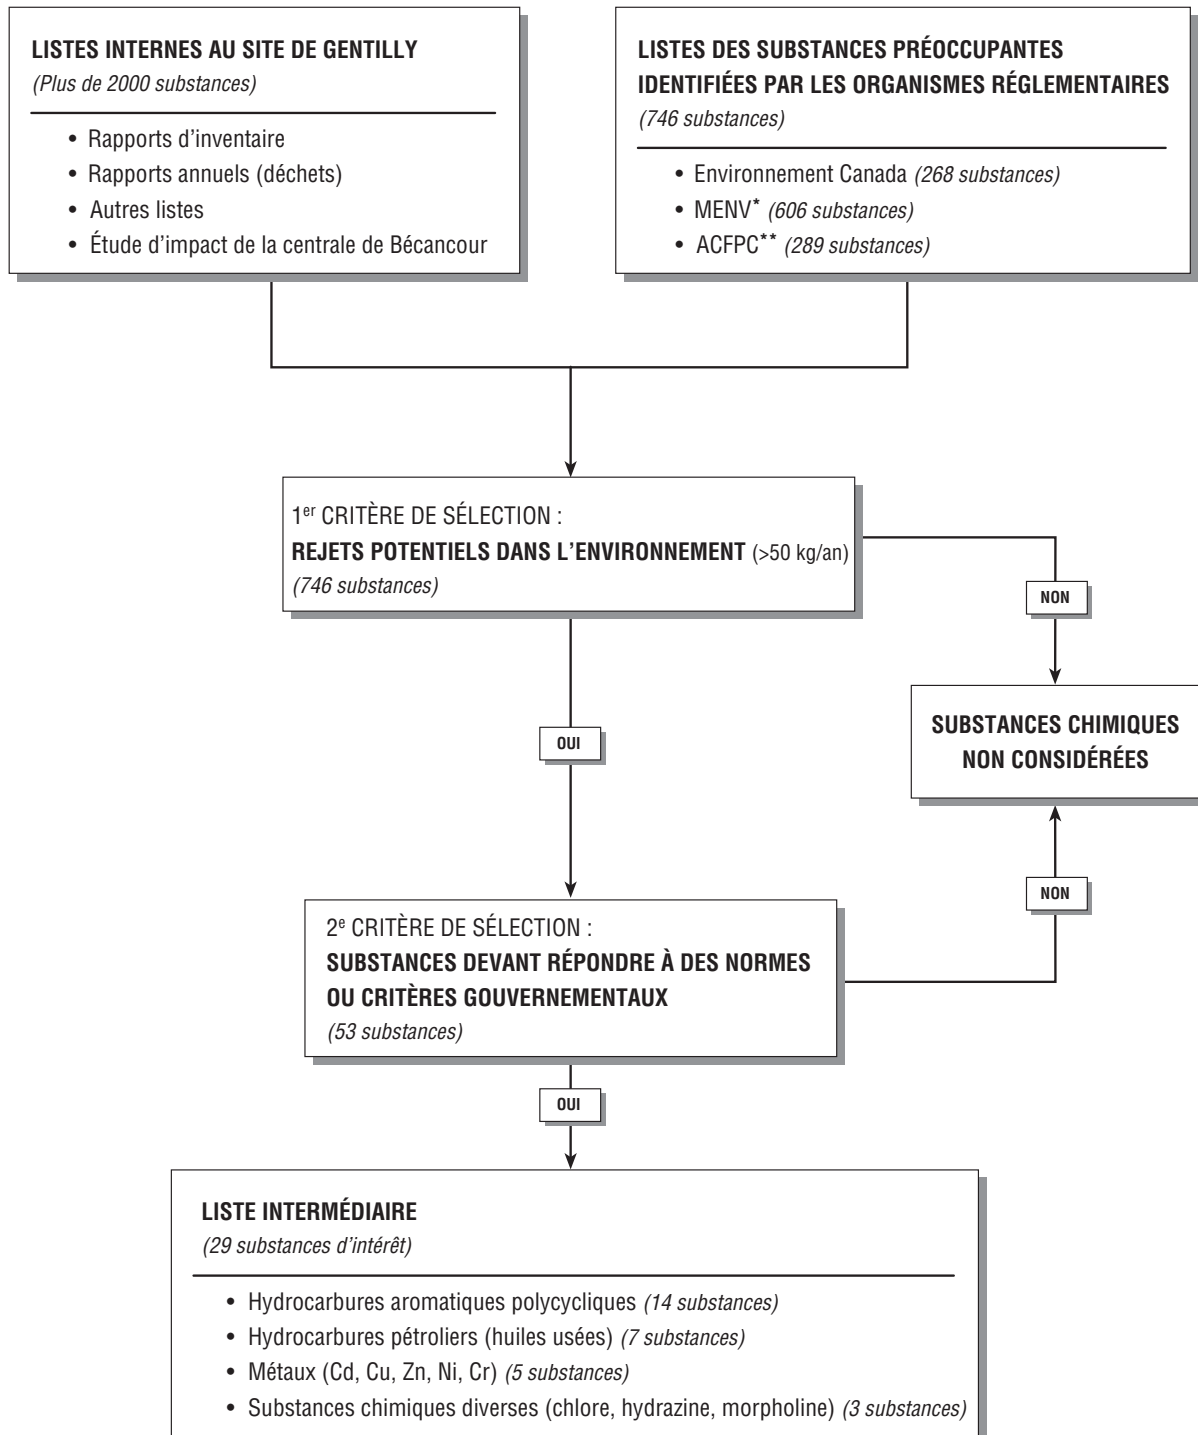 LISTES INTERNES AU SITE DE GENTILLY
(Plus de 2000 substances)
• Rapports d'inventaire
• Rapports annuels (déchets)
• Autres listes
• Étude d'impact de la centrale de Bécancour
LISTES DES SUBSTANCES PRÉOCCUPANTES
IDENTIFIÉES PAR LES ORGANISMES RÉGLEMENTAIRES
(746 substances)
• Environnement Canada (268 substances)
• MENV* (606 substances)
• ACFPC** (289 substances)
1er CRITÈRE DE SÉLECTION :
REJETS POTENTIELS DANS L'ENVIRONNEMENT (>50 kg/an)
(746 substances)
NON
OUI
SUBSTANCES CHIMIQUES
NON CONSIDÉRÉES
NON
2e CRITÈRE DE SÉLECTION :
SUBSTANCES DEVANT RÉPONDRE À DES NORMES
OU CRITÈRES GOUVERNEMENTAUX
(53 substances)
OUI
LISTE INTERMÉDIAIRE
(29 substances d'intérêt)
• Hydrocarbures aromatiques polycycliques (14 substances)
• Hydrocarbures pétroliers (huiles usées) (7 substances)
• Métaux (Cd, Cu, Zn, Ni, Cr) (5 substances)
• Substances chimiques diverses (chlore, hydrazine, morpholine) (3 substances)